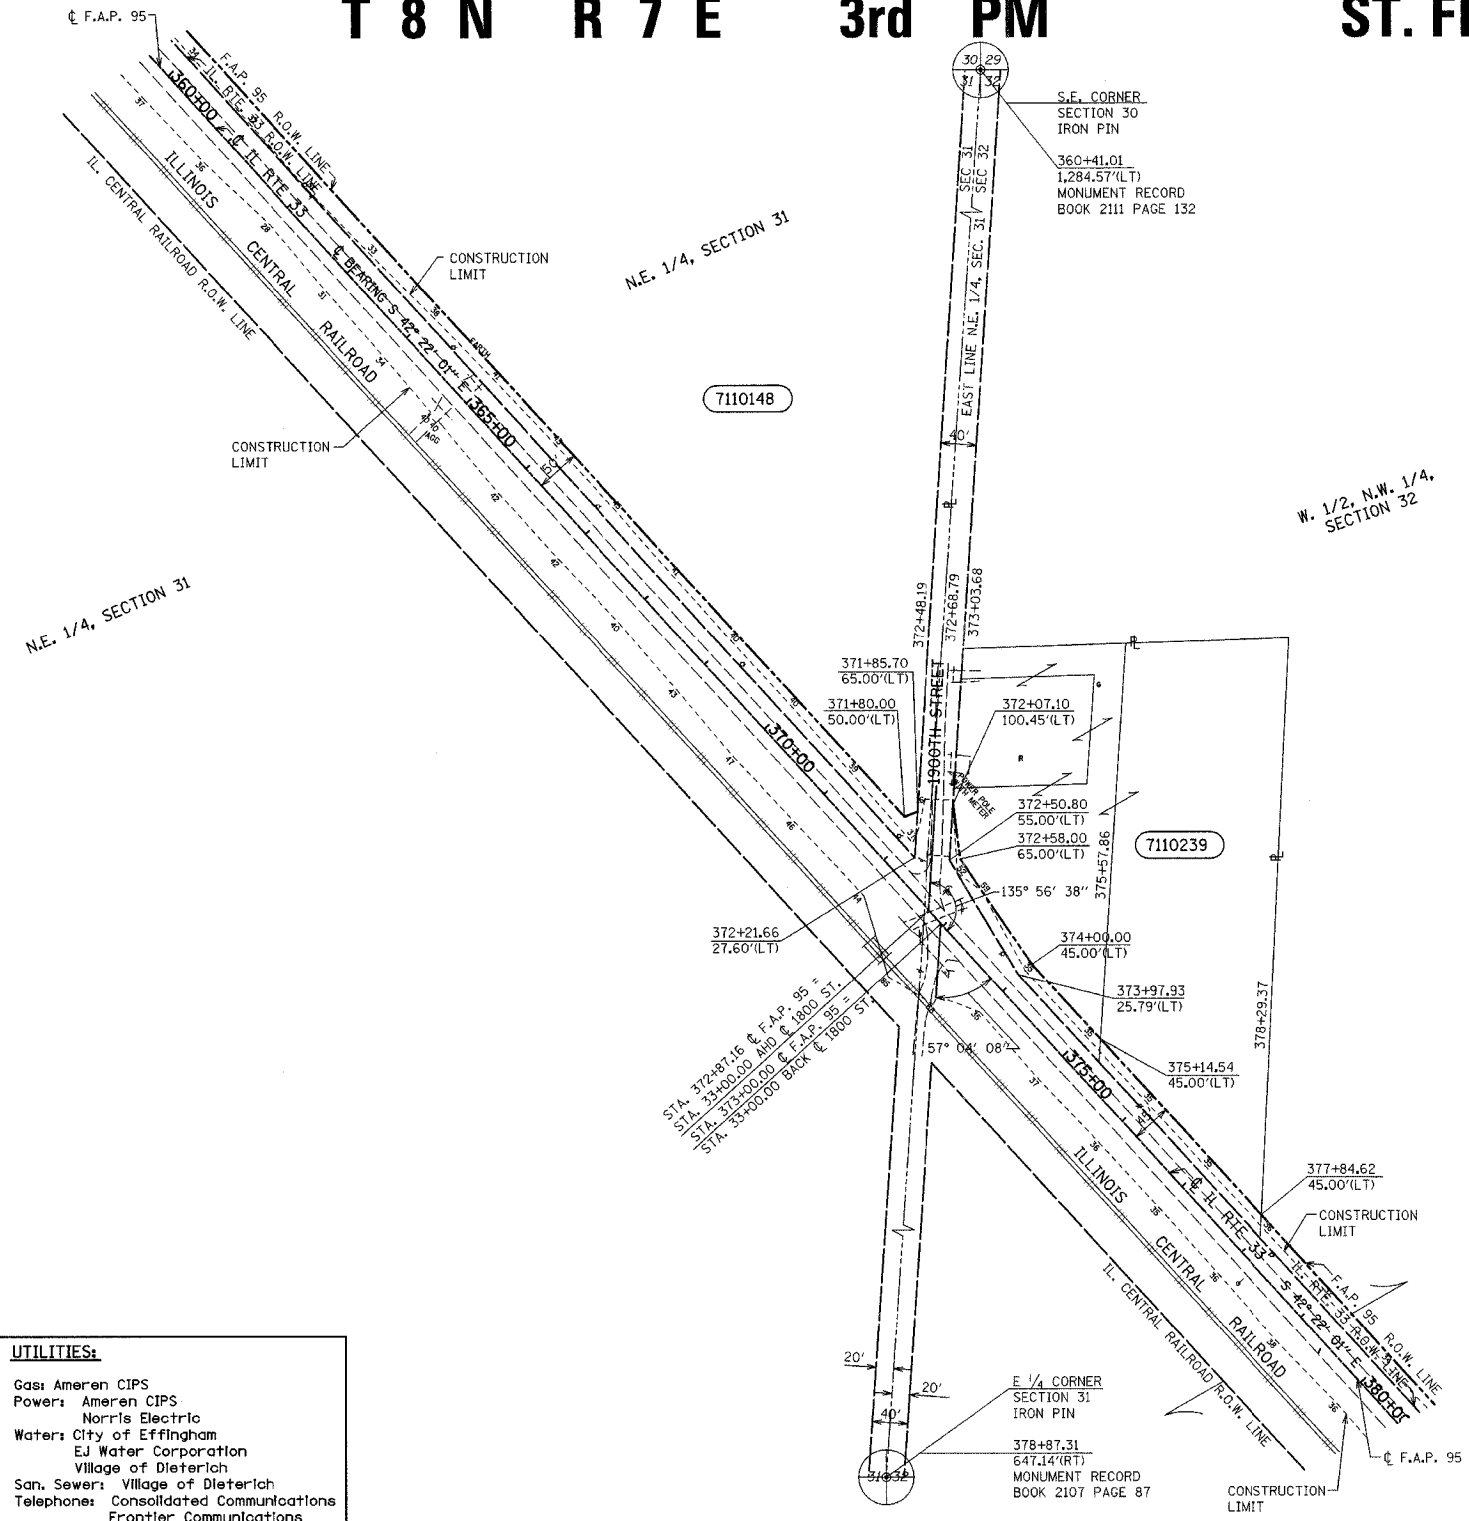 T 8 N R 7 E 3rd PM ST. 
℄ F.A.P. 95
F.A.P. 95 R.O.W. LINE
IL. RTE. 33 R.O.W. LINE
360+00
℄ IL RTE 33
ILLINOIS CENTRAL RAILROAD
IL. CENTRAL RAILROAD R.O.W. LINE
℄ BEARING S 42° 22' 01" E
CONSTRUCTION
LIMIT
N.E. 1/4, SECTION 31
30 29
31 32
S.E. CORNER
SECTION 30
IRON PIN
360+41.01
1,284.57'(LT)
MONUMENT RECORD
BOOK 2111 PAGE 132
SEC 31
SEC 32
EAST LINE N.E. 1/4, SEC. 31
40'
EARTH
7110148
365+00
50'
CONSTRUCTION
LIMIT
W. 1/2, N.W. 1/4,
SECTION 32
N.E. 1/4, SECTION 31
372+48.19
372+68.79
373+03.68
371+85.70
65.00'(LT)
371+80.00
50.00'(LT)
1900TH STREET
372+07.10
100.45'(LT)
370+00
POWER POLE
W/ METER
372+50.80
55.00'(LT)
372+58.00
65.00'(LT)
375+57.86
7110239
135° 56' 38"
372+21.66
27.60'(LT)
374+00.00
45.00'(LT)
373+97.93
25.79'(LT)
378+29.37
STA. 372+87.16 ℄ F.A.P. 95 =
STA. 33+00.00 AHD ℄ 1800 ST.
STA. 373+00.00 ℄ F.A.P. 95 =
STA. 33+00.00 BACK ℄ 1800 ST.
57° 04' 08"
375+00
375+14.54
45.00'(LT)
45'
ILLINOIS CENTRAL RAILROAD
℄ IL RTE 33
377+84.62
45.00'(LT)
CONSTRUCTION
LIMIT
F.A.P. 95 R.O.W. LINE
IL. RTE. 33 R.O.W. LINE
S 42° 22' 01" E
IL. CENTRAL RAILROAD R.O.W. LINE
380+00
20'
20'
40'
E 1/4 CORNER
SECTION 31
IRON PIN
378+87.31
647.14'(RT)
MONUMENT RECORD
BOOK 2107 PAGE 87
31 32
℄ F.A.P. 95
CONSTRUCTION
LIMIT
UTILITIES:
Gas: Ameren CIPS
Power: Ameren CIPS
Norris Electric
Water: City of Effingham
EJ Water Corporation
Village of Dieterich
San. Sewer: Village of Dieterich
Telephone: Consolidated Communications
Frontier Communications